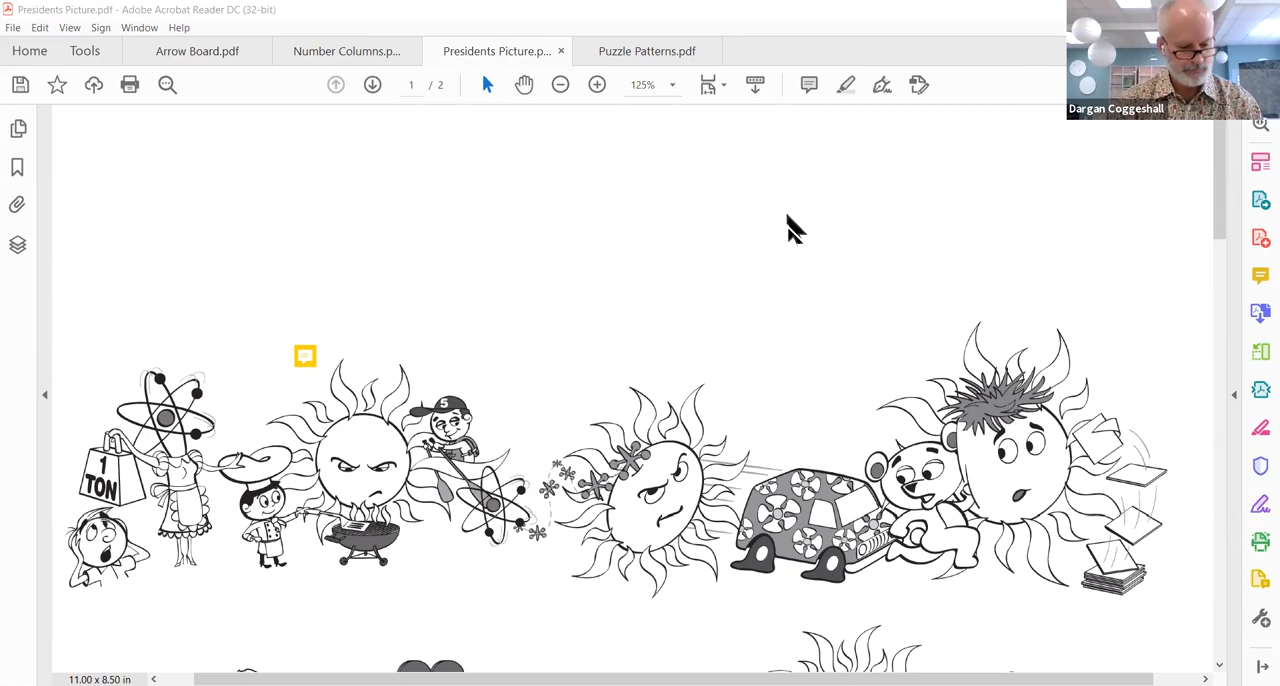 Presidents Picture.pdf - Adobe Acrobat Reader DC (32-bit)
File Edit View Sign Window Help
Home Tools Arrow Board.pdf Number Columns.p... Presidents Picture.p... × Puzzle Patterns.pdf
1 / 2 125%
Dargan Coggeshall
5
1
TON
11.00 x 8.50 in